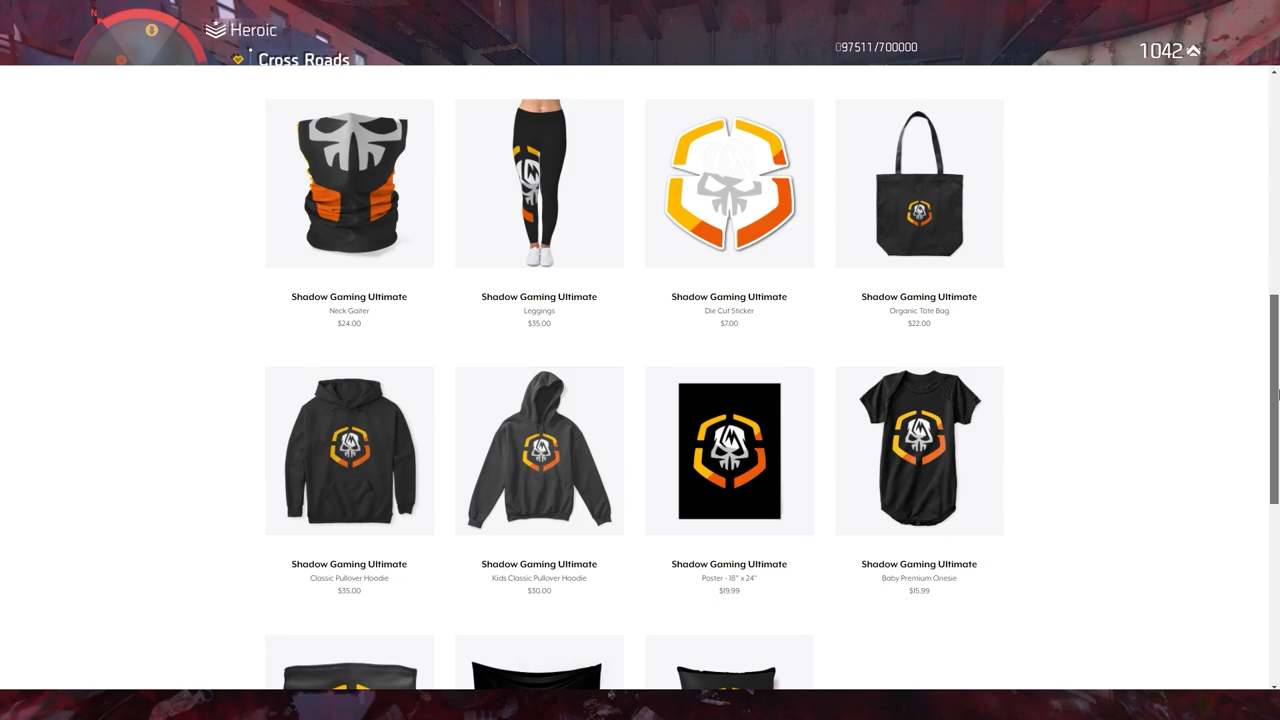 N
Heroic
Cross Roads
097511/700000
1042
Shadow Gaming Ultimate
Neck Gaiter
$24.00
Shadow Gaming Ultimate
Leggings
$35.00
Shadow Gaming Ultimate
Die Cut Sticker
$7.00
Shadow Gaming Ultimate
Organic Tote Bag
$22.00
Shadow Gaming Ultimate
Classic Pullover Hoodie
$35.00
Shadow Gaming Ultimate
Kids Classic Pullover Hoodie
$30.00
Shadow Gaming Ultimate
Poster - 18" x 24"
$19.99
Shadow Gaming Ultimate
Baby Premium Onesie
$15.99